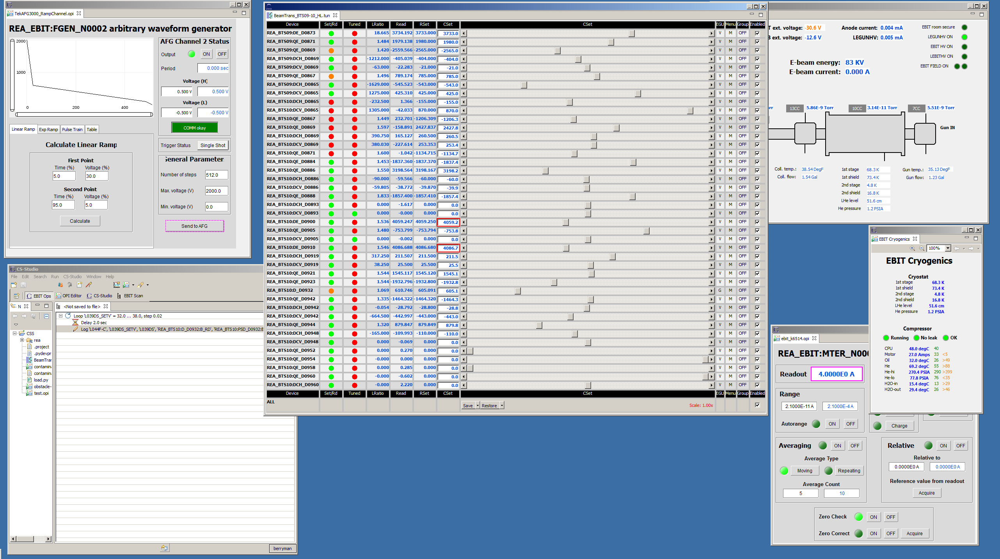 TekAFG3000_RampChannel.opi
REA_EBIT:FGEN_N0002 arbitrary waveform generator
2000
1000
0 200 400
AFG Channel 2 Status
Output ON OFF
Period 0.000 sec
Voltage (H)
0.500 V 0.500 V
Voltage (L)
-0.500 V -0.500 V
COMM okay
Linear Ramp Exp Ramp Pulse Train Table
Calculate Linear Ramp
First Point
Time (%) Voltage (%)
5.0 30.0
Second Point
Time (%) Voltage (%)
95.0 5.0
Calculate
Trigger Status Single Shot
General Parameter
Number of steps 512.0
Max. voltage (V) 2000.0
Min. voltage (V) 0.0
Send to AFG
CS-Studio
File Edit Search Run CS-Studio Window Help
EBIT Ops OPI Editor CS-Studio EBIT Scan
N <Not saved to file>
Loop 'L039DS_SETV' = 32.0 ... 38.0, step 0.02
Delay 2.0 sec
Log 'L044F-C', 'L039DS_SETV', 'L039DS', 'REA_BTS10:D_D0932:B_RD', 'REA_BTS10:PSD_D0932:B
CSS
rea
.project
.pydevpr
BeamTrar
contamina
contamina
load.py
obstacle-
test.opi
berryman
BeamTrans_BTS09-10_HL.tun
Device Set/Rd Tuned LRatio Read RSet CSet CSet EGU Menu Group Enabled
REA_BTS09:DE_D0873 18.665 3734.192 3733.000 3733.0 V M OFF
REA_BTS09:QE_D0871 1.484 1979.138 1980.000 1980.0 V M OFF
REA_BTS09:QE_D0869 1.420 -2559.566 -2565.000 -2565.0 V M OFF
REA_BTS09:DCH_D0869 -1212.000 -405.039 -404.000 -404.0 V M OFF
REA_BTS09:DCV_D0869 -63.000 -22.283 -21.000 -21.0 V M OFF
REA_BTS09:QE_D0867 1.496 789.174 785.000 785.0 V M OFF
REA_BTS09:DCH_D0865 -1629.000 -545.523 -543.000 -543.0 V M OFF
REA_BTS09:DCV_D0865 1275.000 425.310 425.000 425.0 V M OFF
REA_BTS10:DCH_D0865 -232.500 1.366 -155.000 -155.0 V M OFF
REA_BTS10:DCV_D0865 1305.000 -42.033 870.000 870.0 V M OFF
REA_BTS10:QE_D0867 1.449 232.701 -1206.309 -1206.3 V M OFF
REA_BTS10:QE_D0869 1.597 -158.891 2427.837 2427.8 V M OFF
REA_BTS10:DCH_D0869 390.750 165.127 260.500 260.5 V M OFF
REA_BTS10:DCV_D0869 380.030 -227.614 253.353 253.4 V M OFF
REA_BTS10:QE_D0871 1.600 -1.042 -1134.715 -1134.7 V M OFF
REA_BTS10:QE_D0884 1.453 -1837.360 -1837.370 -1837.4 V M OFF
REA_BTS10:QE_D0886 1.550 3198.564 3198.167 3198.2 V M OFF
REA_BTS10:DCH_D0886 -90.000 -59.566 -60.000 -60.0 V M OFF
REA_BTS10:DCV_D0886 -59.805 -38.772 -39.870 -39.9 V M OFF
REA_BTS10:QE_D0888 1.833 -1857.400 -1857.410 -1857.4 V M OFF
REA_BTS10:DCH_D0893 0.000 -1.617 0.000 0.0 V M OFF
REA_BTS10:DCV_D0893 0.000 -0.000 0.000 0.0 V M OFF
REA_BTS10:DE_D0900 1.536 4059.247 4059.250 4059.2 V M OFF
REA_BTS10:QE_D0905 1.480 -753.799 -753.794 -753.8 V M OFF
REA_BTS10:DCV_D0905 0.000 -0.002 0.000 0.0 V M OFF
REA_BTS10:DE_D0910 1.546 4086.688 4086.680 4086.7 V M OFF
REA_BTS10:DCH_D0919 317.250 211.507 211.500 211.5 V M OFF
REA_BTS10:DCV_D0919 38.250 25.500 25.500 25.5 V M OFF
REA_BTS10:QE_D0921 1.544 1545.117 1545.120 1545.1 V M OFF
REA_BTS10:QE_D0923 1.544 -1932.796 -1932.800 -1932.8 V M OFF
REA_BTS10:D_D0932 1.069 610.746 605.091 605.1 G M OFF
REA_BTS10:QE_D0942 1.335 -1464.322 -1464.320 -1464.3 V M OFF
REA_BTS10:DCH_D0942 -0.054 -28.792 -28.800 -28.8 V M OFF
REA_BTS10:DCV_D0942 -664.500 -442.997 -443.000 -443.0 V M OFF
REA_BTS10:QE_D0944 1.320 879.847 879.849 879.8 V M OFF
REA_BTS10:DCH_D0948 -165.000 -109.993 -110.000 -110.0 V M OFF
REA_BTS10:DCV_D0948 0.000 -0.069 0.000 0.0 V M OFF
REA_BTS10:QE_D0952 0.000 0.270 0.000 0.0 V M OFF
REA_BTS10:QE_D0954 -0.000 0.000 0.000 0.0 V M OFF
REA_BTS10:QE_D0958 0.000 0.285 0.000 0.0 V M OFF
REA_BTS10:QE_D0960 -0.000 -0.602 0.000 0.0 V M OFF
REA_BTS10:DCH_D0960 -0.000 2.220 0.000 0.0 V M OFF
Device Set/Rd Tuned LRatio Read RSet CSet CSet EGU Menu Group Enabled
ALL Save Restore Scale: 1.00x
T ext. voltage: -30.6 V Anode current: 0.004 mA EBIT room secure
ext. voltage: -12.6 V LEGUNHV: 0.005 mA LEGUNHV ON
EBIT HV ON
LEBITHV ON
E-beam energy: 83 KV
EBIT FIELD ON
E-beam current: 0.000 A
rr 13CC 5.86E-9 Torr 10CC 3.14E-11 Torr 7CC 5.51E-9 Torr
Gun IN
Coll. temp.: 38.54 DegF 1st stage 68.3 K Gun temp.: 35.13 DegF
Coll. flow: 1.54 Gal 1st shield 73.4 K Gun flow: 1.23 Gal
2nd stage 4.8 K
2nd shield 16.8 K
LHe level 51.6 cm
He pressure 1.2 PSIA
EBIT Cryogenics
100%
EBIT Cryogenics
Cryostat
1st stage 68.3 K
1st shield 73.4 K
2nd stage 4.8 K
2nd shield 16.8 K
LHe level 51.6 cm
He pressure 1.2 PSIA
Compressor
Running No leak OK
CPU 48.0 degC 40
Motor 27.0 Amps 33 <5
Oil 32.0 degC 26 >49
He 69.2 degC 55 >88
He-hi 270.4 PSIA 290 >399
He-lo 77.8 PSIA 76 <35
H2O-in 15.4 degC 13 >29
H2O-out 29.4 degC 26 >46
ebit_k6514.opi
REA_EBIT:MTER_N000
Readout 4.0000E0 A
Range
2.1000E-11 A 2.1000E-4 A
Autorange ON OFF
Charge
Averaging ON OFF
Average Type
Moving Repeating
Average Count
5 10
Relative ON OFF
Relative to
0.0000E0 A 0.0000E0 A
Reference value from readout
Acquire
Zero Check ON OFF
Zero Correct ON OFF Acquire